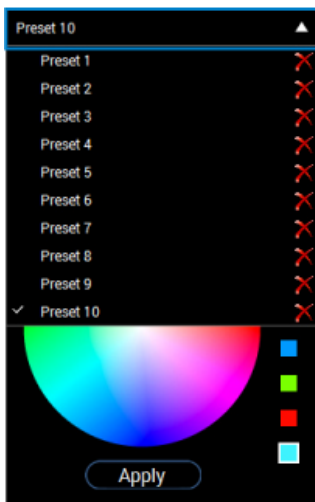 Preset 10
Preset 1
Preset 2
Preset 3
Preset 4
Preset 5
Preset 6
Preset 7
Preset 8
Preset 9
Preset 10
Apply